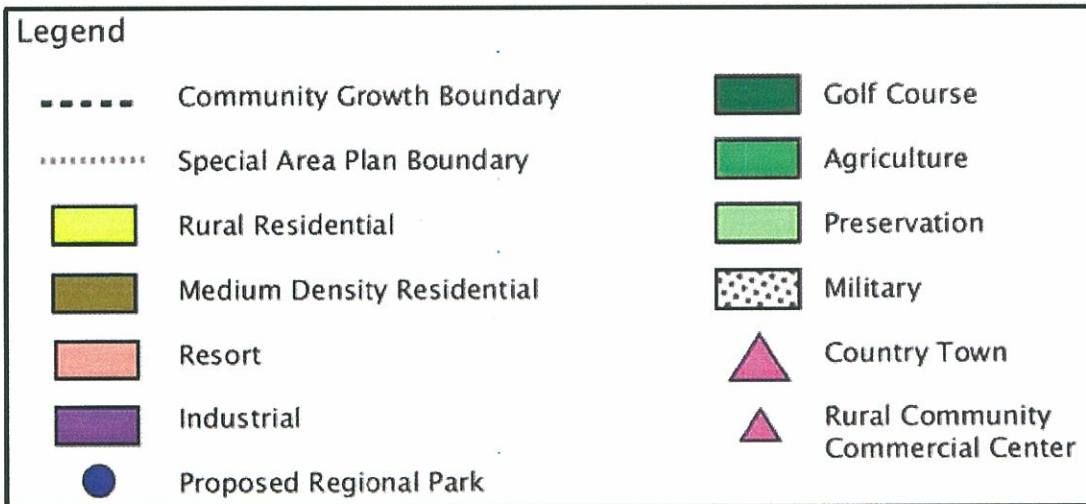 Legend
Community Growth Boundary
Special Area Plan Boundary
Rural Residential
Medium Density Residential
Resort
Industrial
Proposed Regional Park
Golf Course
Agriculture
Preservation
Military
Country Town
Rural Community
Commercial Center